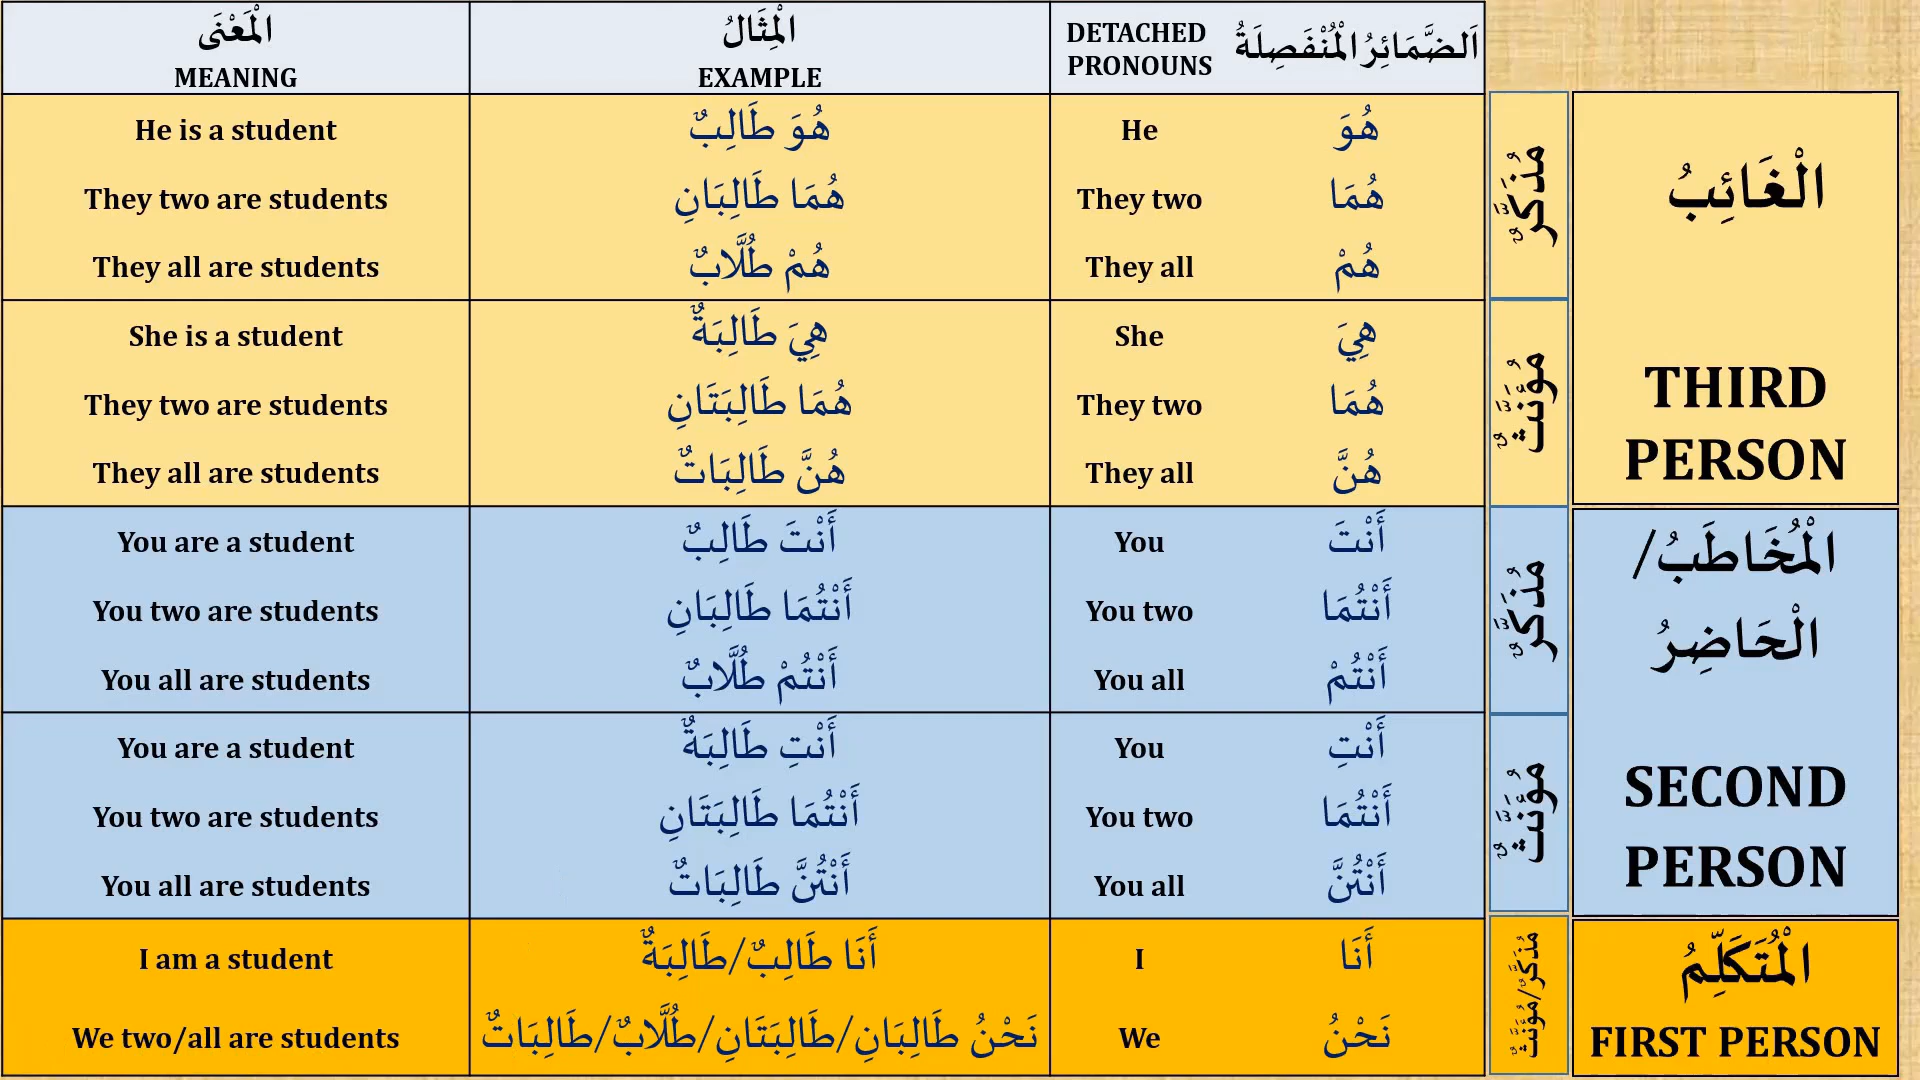 الْمَعْنَى
MEANING
الْمِثَالُ
EXAMPLE
DETACHED
PRONOUNS
اَلضَّمَائِرُ الْمُنْفَصِلَةُ
He is a student
هُوَ طَالِبٌ
He
هُوَ
They two are students
هُمَا طَالِبَانِ
They two
هُمَا
They all are students
هُمْ طُلَّابٌ
They all
هُمْ
مُذَكَّرٌ
She is a student
هِيَ طَالِبَةٌ
She
هِيَ
They two are students
هُمَا طَالِبَتَانِ
They two
هُمَا
They all are students
هُنَّ طَالِبَاتٌ
They all
هُنَّ
مُؤَنَّثٌ
الْغَائِبُ
THIRD
PERSON
You are a student
أَنْتَ طَالِبٌ
You
أَنْتَ
You two are students
أَنْتُمَا طَالِبَانِ
You two
أَنْتُمَا
You all are students
أَنْتُمْ طُلَّابٌ
You all
أَنْتُمْ
مُذَكَّرٌ
You are a student
أَنْتِ طَالِبَةٌ
You
أَنْتِ
You two are students
أَنْتُمَا طَالِبَتَانِ
You two
أَنْتُمَا
You all are students
أَنْتُنَّ طَالِبَاتٌ
You all
أَنْتُنَّ
مُؤَنَّثٌ
الْمُخَاطَبُ/
الْحَاضِرُ
SECOND
PERSON
I am a student
أَنَا طَالِبٌ/طَالِبَةٌ
I
أَنَا
We two/all are students
نَحْنُ طَالِبَانِ/طَالِبَتَانِ/طُلَّابٌ/طَالِبَاتٌ
We
نَحْنُ
مُذَكَّرٌ/مُؤَنَّثٌ
الْمُتَكَلِّمُ
FIRST PERSON